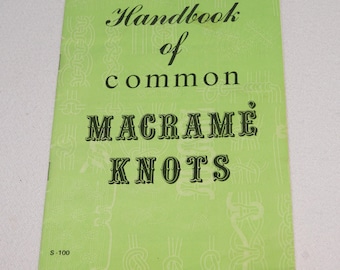 Handbook
of
common
MACRAMÉ
KNOTS
S-100